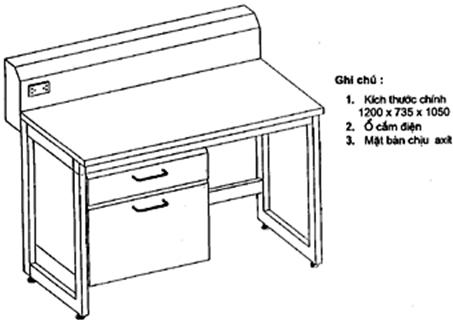 Ghi chú :
1. Kích thước chính
1200 x 735 x 1050
2. Ổ cắm điện
3. Mặt bàn chịu axit